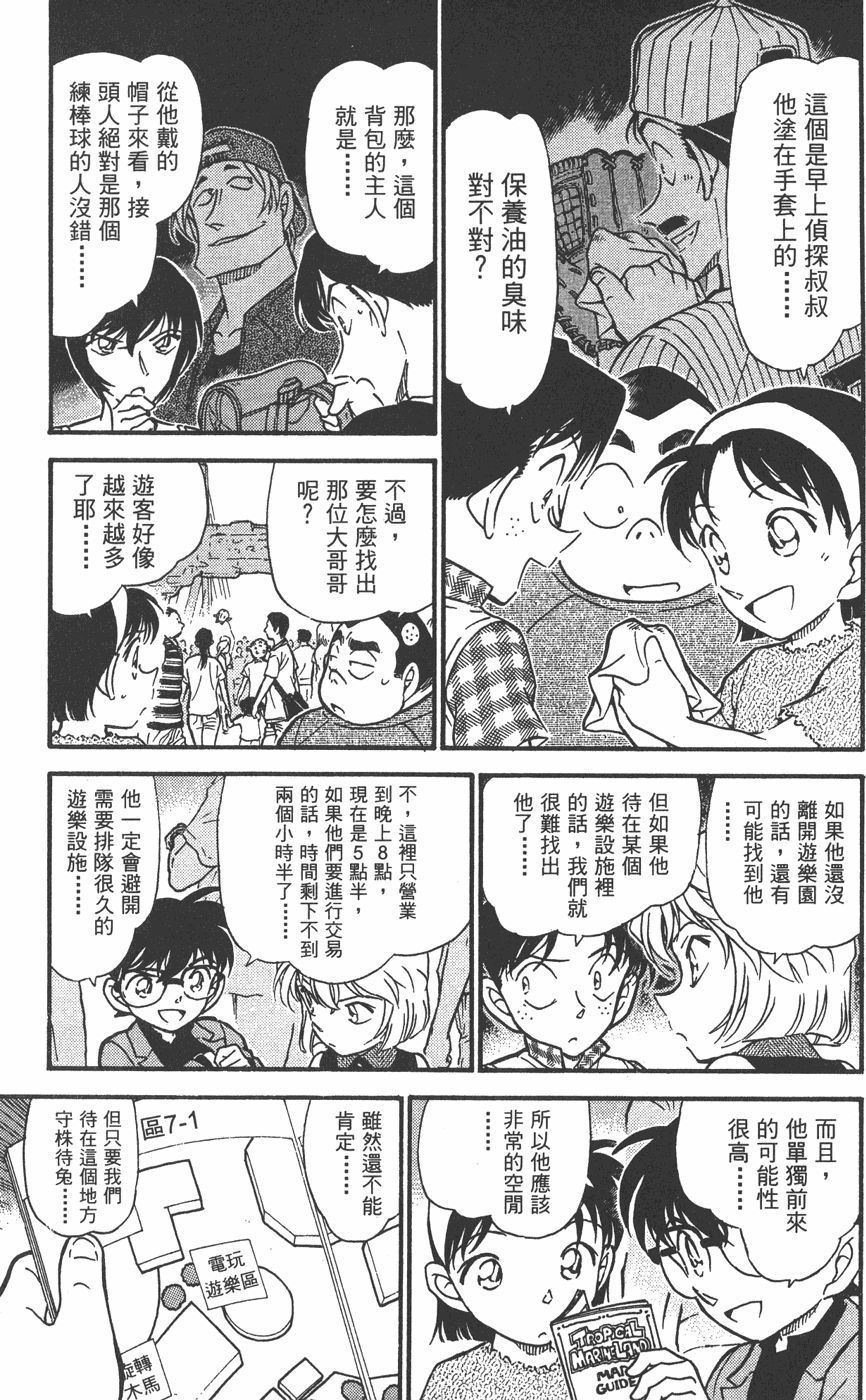 這個是早上偵探叔叔
他塗在手套上的……
保養油的臭味
對不對？
那麼，這個
背包的主人
就是……
從他戴的
帽子來看，接
頭人絕對是那個
練棒球的人沒錯……
不過，
要怎麼找出
那位大哥哥
呢？
遊客好像
越來越多
了耶……
如果他還沒
離開遊樂園
的話，還有
可能找到他
……
但如果他
待在某個
遊樂設施裡
的話，我們就
很難找出
他了……
不，這裡只營業
到晚上8點，
現在是5點半，
如果他們要進行交易
的話，時間剩下不到
兩個小時半了……
他一定會避開
需要排隊很久的
遊樂設施……
而且，
他單獨前來
的可能性
很高……
所以他應該
非常的空閒
……
TROPICAL
MARINELAND
MAP
GUIDE
雖然還不能
肯定……
但只要我們
待在這個地方
守株待兔……
區7-1
電玩
遊樂區
旋轉
木馬